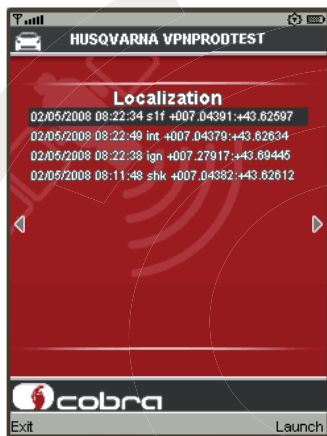 HUSQVARNA VPNPRODTEST
Localization
02/05/2008 08:22:34 s1f +007.04391:+43.62597
02/05/2008 08:22:49 int +007.04379:+43.62634
02/05/2008 08:22:38 ign +007.27917:+43.69445
02/05/2008 08:11:48 shk +007.04382:+43.62612
cobra
Exit Launch